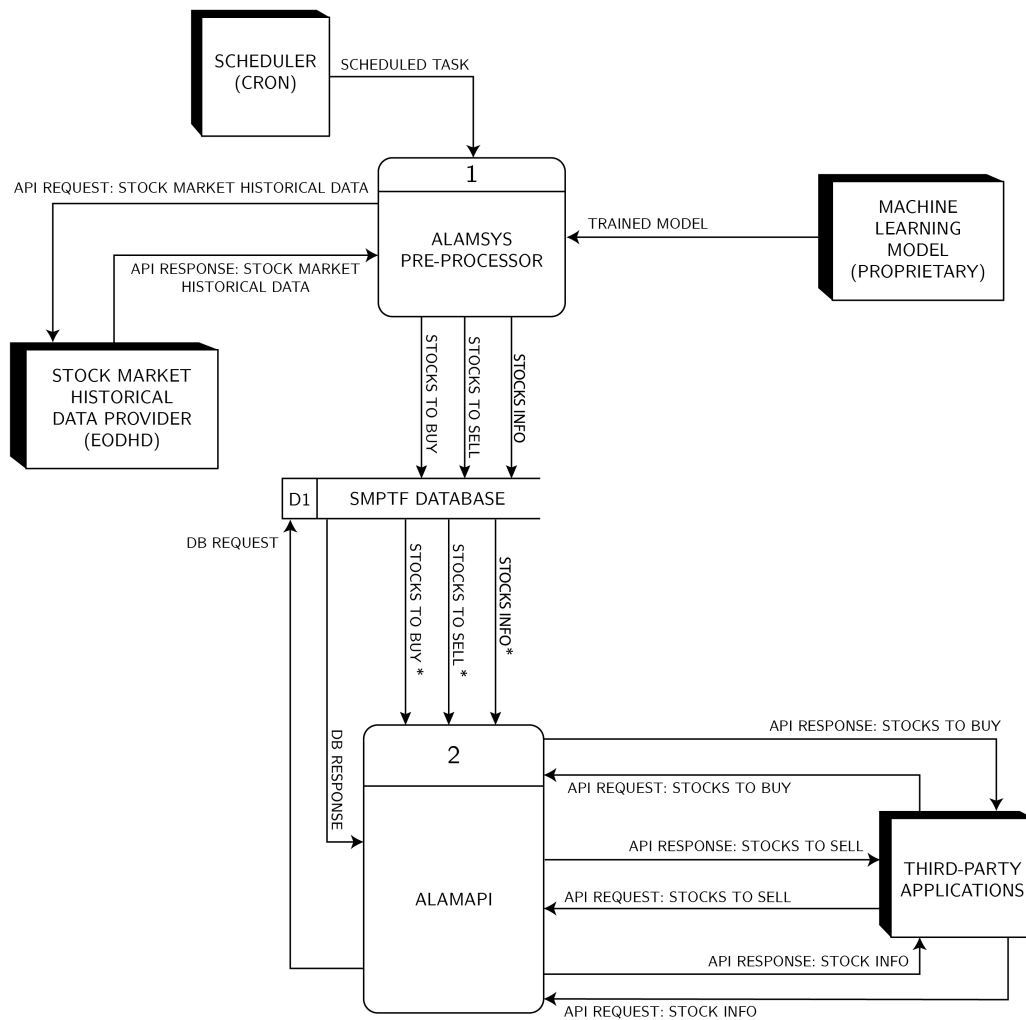 SCHEDULER
(CRON)
SCHEDULED TASK
1
API REQUEST: STOCK MARKET HISTORICAL DATA
ALAMSYS
PRE-PROCESSOR
TRAINED MODEL
MACHINE
LEARNING
MODEL
(PROPRIETARY)
API RESPONSE: STOCK MARKET
HISTORICAL DATA
STOCK MARKET
HISTORICAL
DATA PROVIDER
(EODHD)
STOCKS TO BUY
STOCKS TO SELL
STOCKS INFO
D1
SMPTF DATABASE
DB REQUEST
STOCKS TO BUY *
STOCKS TO SELL *
STOCKS INFO*
DB RESPONSE
2
ALAMAPI
API RESPONSE: STOCKS TO BUY
API REQUEST: STOCKS TO BUY
API RESPONSE: STOCKS TO SELL
API REQUEST: STOCKS TO SELL
THIRD-PARTY
APPLICATIONS
API RESPONSE: STOCK INFO
API REQUEST: STOCK INFO